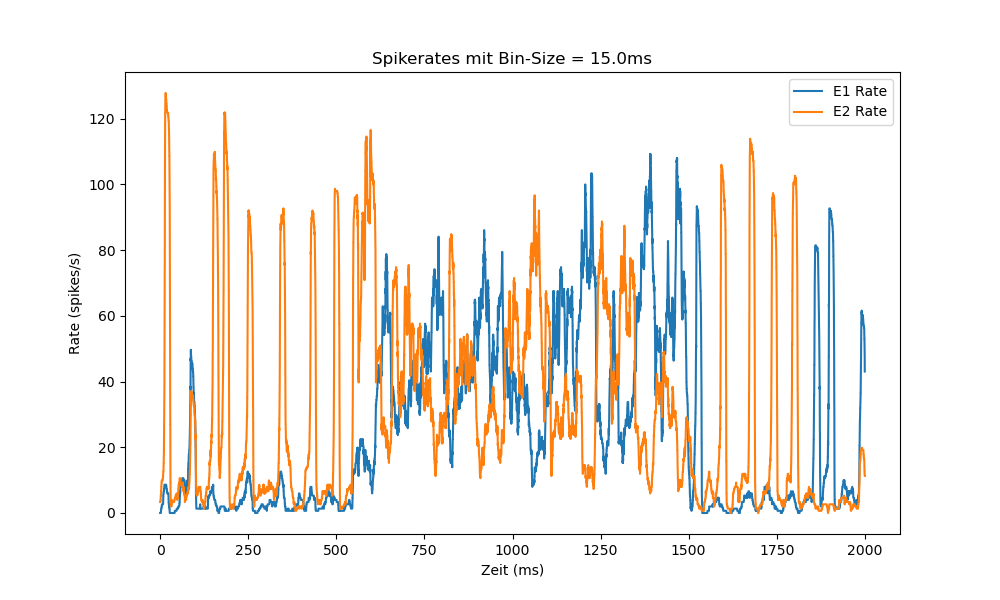 Spikerates mit Bin-Size = 15.0ms
E1 Rate
E2 Rate
120
100
80
60
40
20
0
Rate (spikes/s)
0 250 500 750 1000 1250 1500 1750 2000
Zeit (ms)